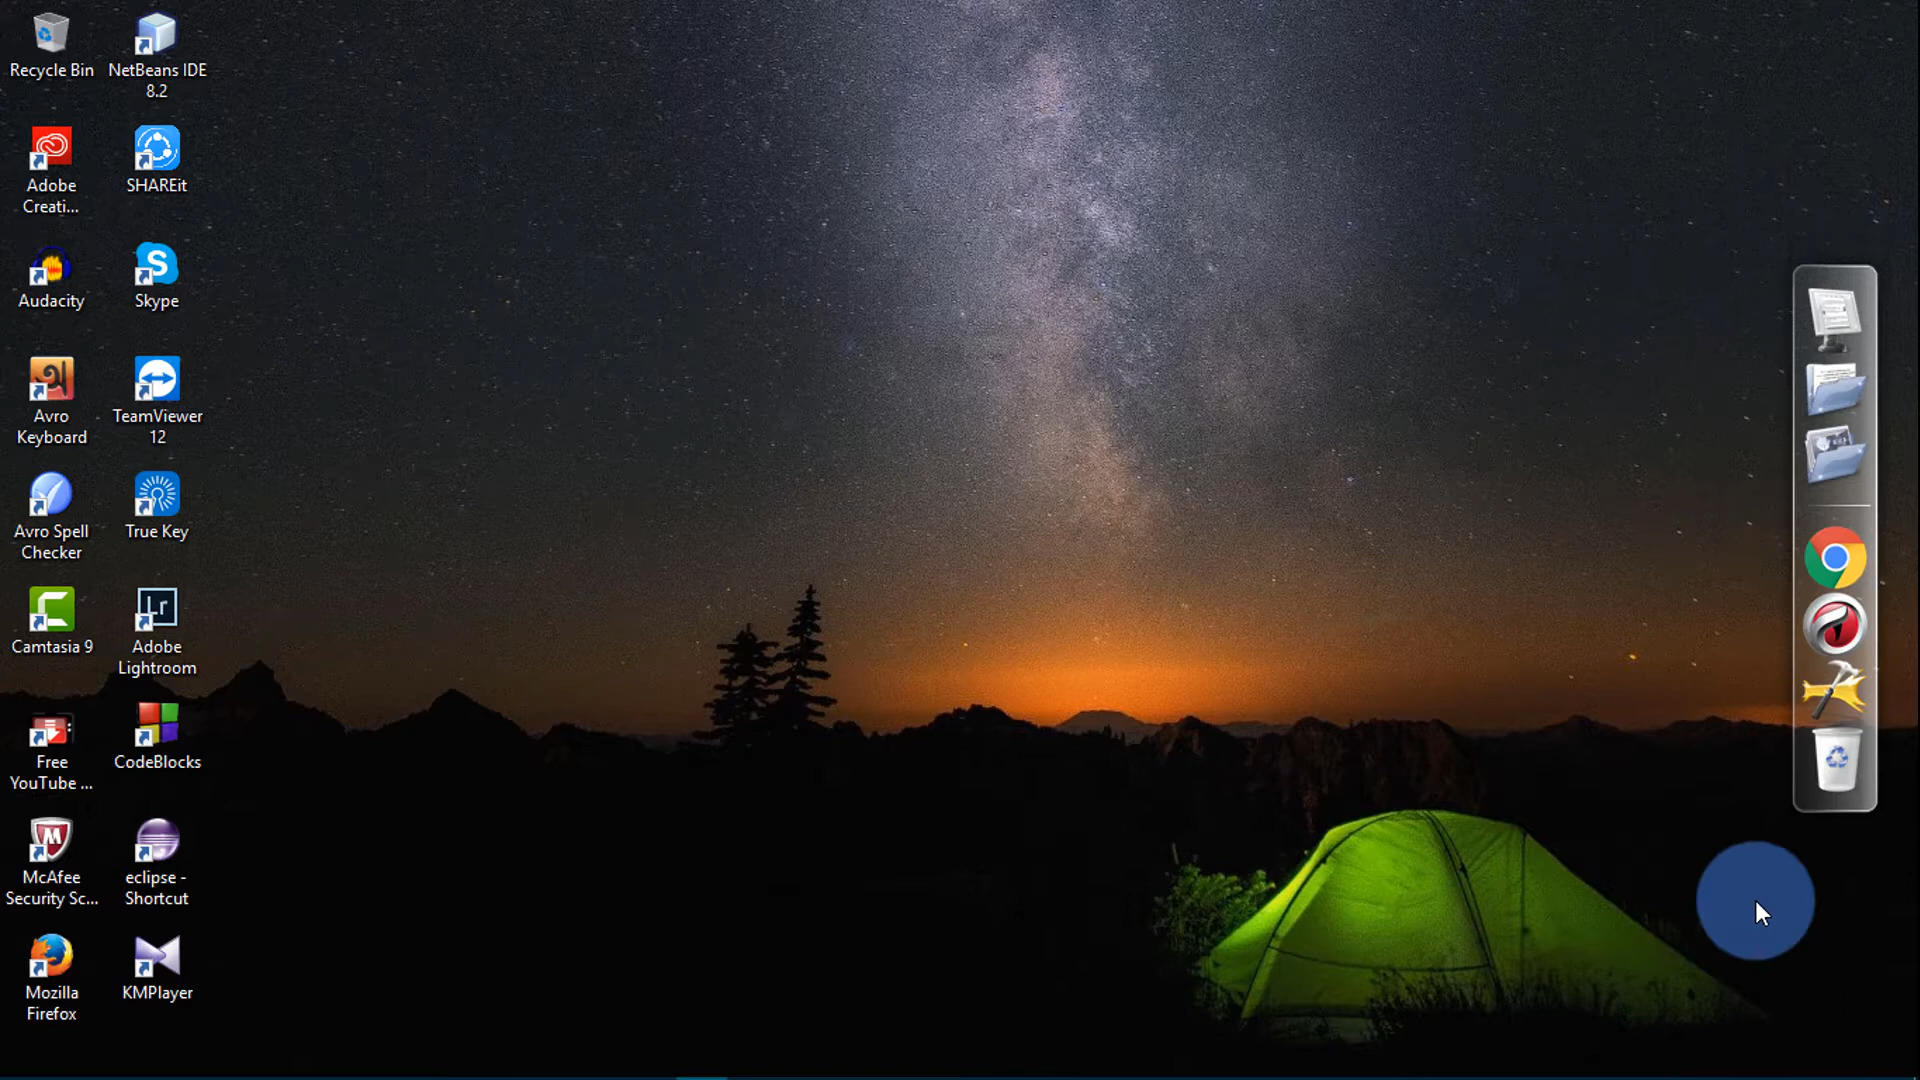 Recycle Bin
NetBeans IDE
8.2
Adobe
Creati...
SHAREit
Audacity
Skype
Avro
Keyboard
TeamViewer
12
Avro Spell
Checker
True Key
Camtasia 9
Adobe
Lightroom
Free
YouTube ...
CodeBlocks
McAfee
Security Sc...
eclipse -
Shortcut
Mozilla
Firefox
KMPlayer